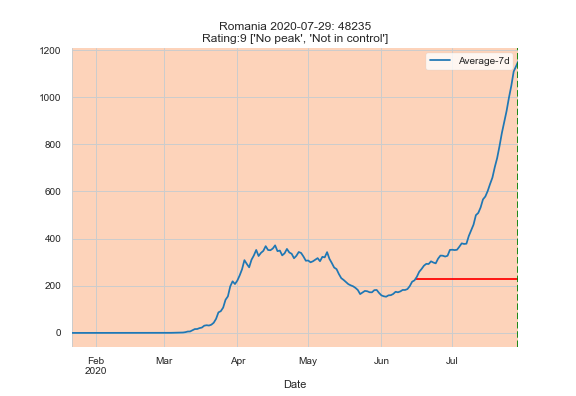 Romania 2020-07-29: 48235
Rating:9 ['No peak', 'Not in control']
Average-7d
1200
1000
800
600
400
200
0
Feb
2020
Mar
Apr
May
Jun
Jul
Date